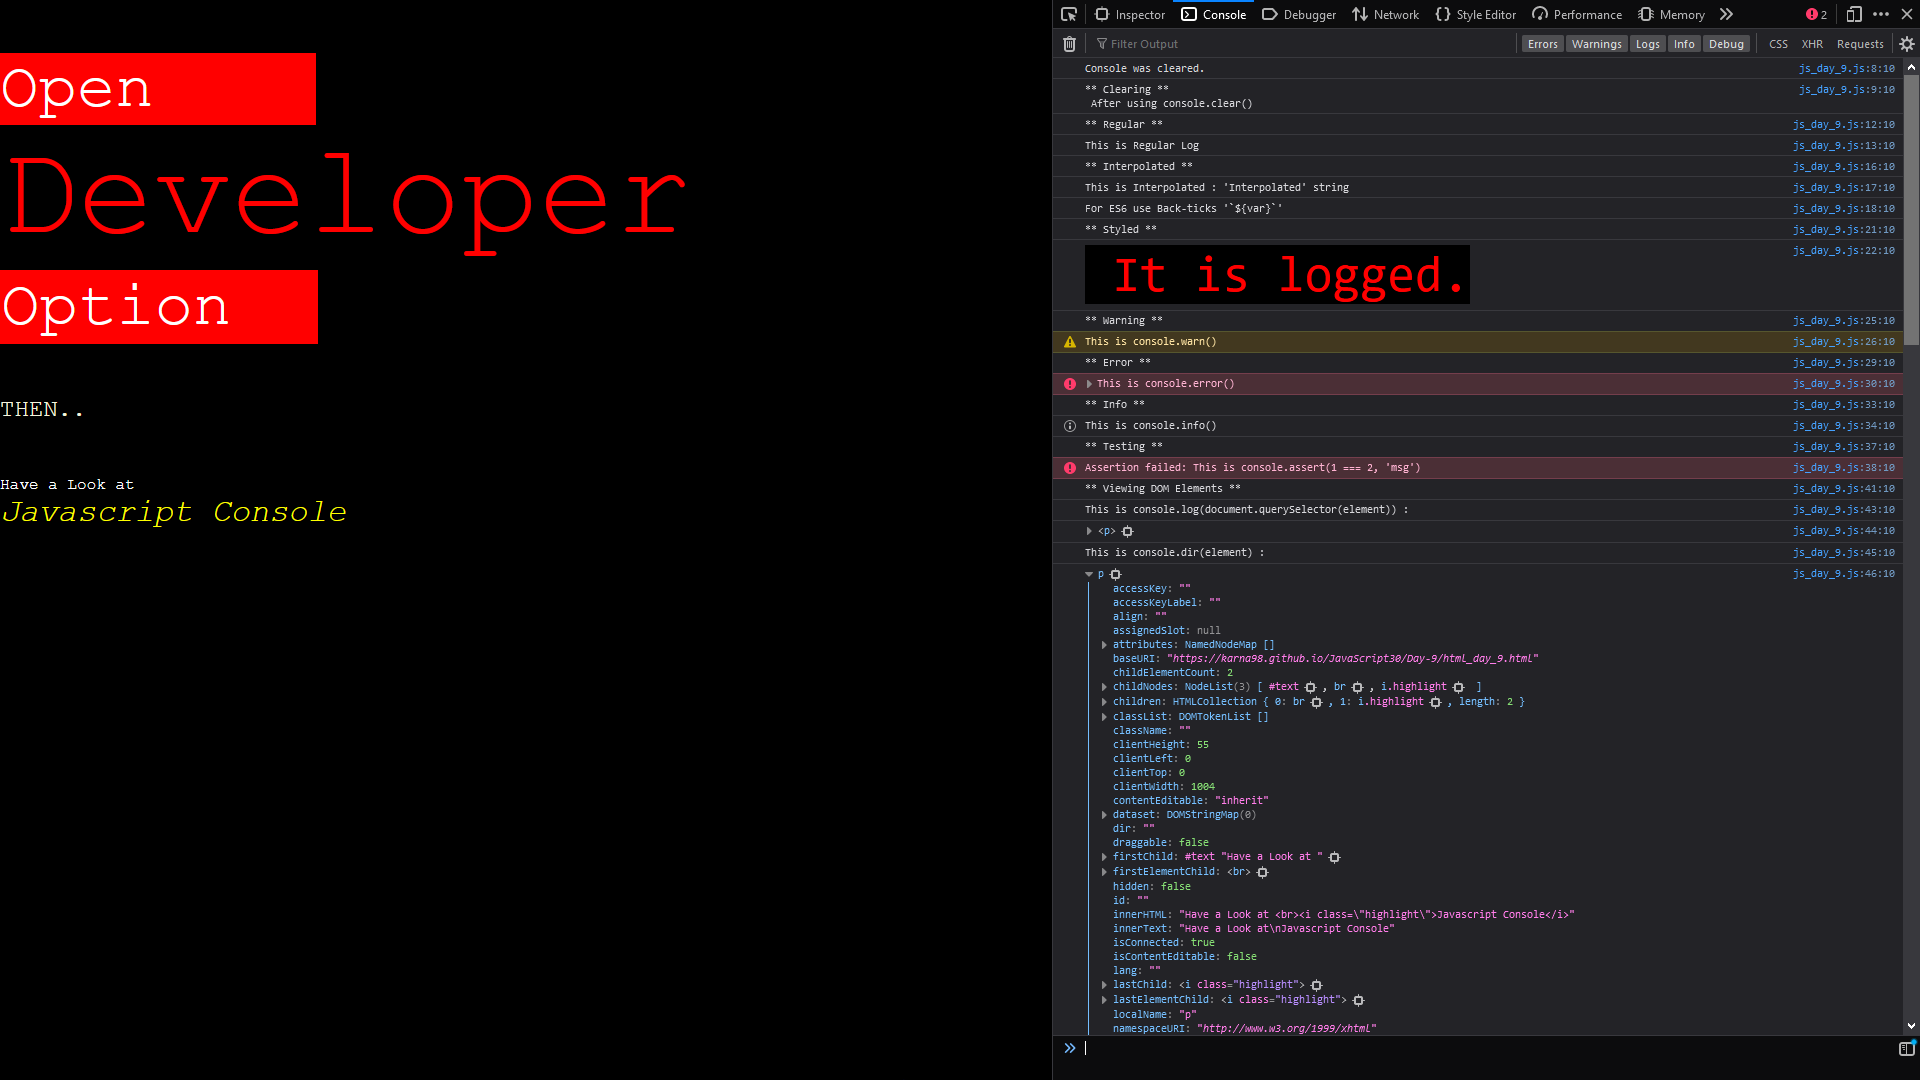 Open
Developer
Option
THEN..
Have a Look at
Javascript Console
Inspector Console Debugger Network Style Editor Performance Memory 2
Filter Output Errors Warnings Logs Info Debug CSS XHR Requests
Console was cleared. js_day_9.js:8:10
** Clearing ** js_day_9.js:9:10
After using console.clear()
** Regular ** js_day_9.js:12:10
This is Regular Log js_day_9.js:13:10
** Interpolated ** js_day_9.js:16:10
This is Interpolated : 'Interpolated' string js_day_9.js:17:10
For ES6 use Back-ticks '`${var}`' js_day_9.js:18:10
** Styled ** js_day_9.js:21:10
It is logged. js_day_9.js:22:10
** Warning ** js_day_9.js:25:10
This is console.warn() js_day_9.js:26:10
** Error ** js_day_9.js:29:10
This is console.error() js_day_9.js:30:10
** Info ** js_day_9.js:33:10
This is console.info() js_day_9.js:34:10
** Testing ** js_day_9.js:37:10
Assertion failed: This is console.assert(1 === 2, 'msg') js_day_9.js:38:10
** Viewing DOM Elements ** js_day_9.js:41:10
This is console.log(document.querySelector(element)) : js_day_9.js:43:10
<p> js_day_9.js:44:10
This is console.dir(element) : js_day_9.js:45:10
p js_day_9.js:46:10
accessKey: ""
accessKeyLabel: ""
align: ""
assignedSlot: null
attributes: NamedNodeMap []
baseURI: "https://karna98.github.io/JavaScript30/Day-9/html_day_9.html"
childElementCount: 2
childNodes: NodeList(3) [ #text , br , i.highlight ]
children: HTMLCollection { 0: br , 1: i.highlight , length: 2 }
classList: DOMTokenList []
className: ""
clientHeight: 55
clientLeft: 0
clientTop: 0
clientWidth: 1004
contentEditable: "inherit"
dataset: DOMStringMap(0)
dir: ""
draggable: false
firstChild: #text "Have a Look at "
firstElementChild: <br>
hidden: false
id: ""
innerHTML: "Have a Look at <br><i class=\"highlight\">Javascript Console</i>"
innerText: "Have a Look at\nJavascript Console"
isConnected: true
isContentEditable: false
lang: ""
lastChild: <i class="highlight">
lastElementChild: <i class="highlight">
localName: "p"
namespaceURI: "http://www.w3.org/1999/xhtml"